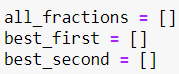 all_fractions = []
best_first = []
best_second = []